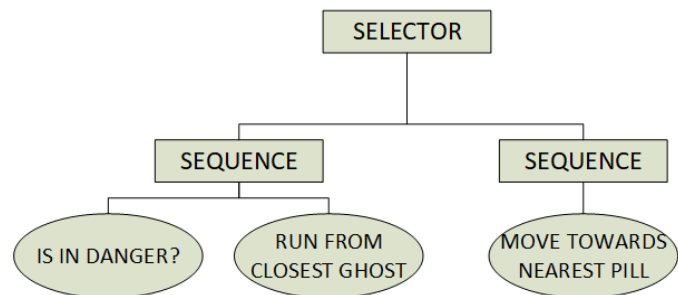 SELECTOR
SEQUENCE
SEQUENCE
IS IN DANGER?
RUN FROM
CLOSEST GHOST
MOVE TOWARDS
NEAREST PILL